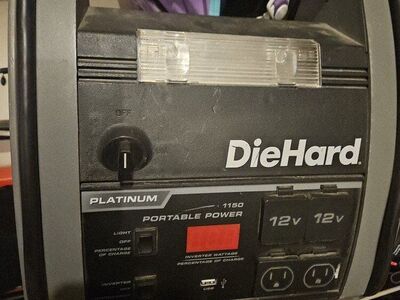 OFF
DieHard
PLATINUM
1150
PORTABLE POWER
LIGHT
OFF
PERCENTAGE
OF CHARGE
INVERTER WATTAGE
PERCENTAGE OF CHARGE
12V 12V
INVERTER
USB